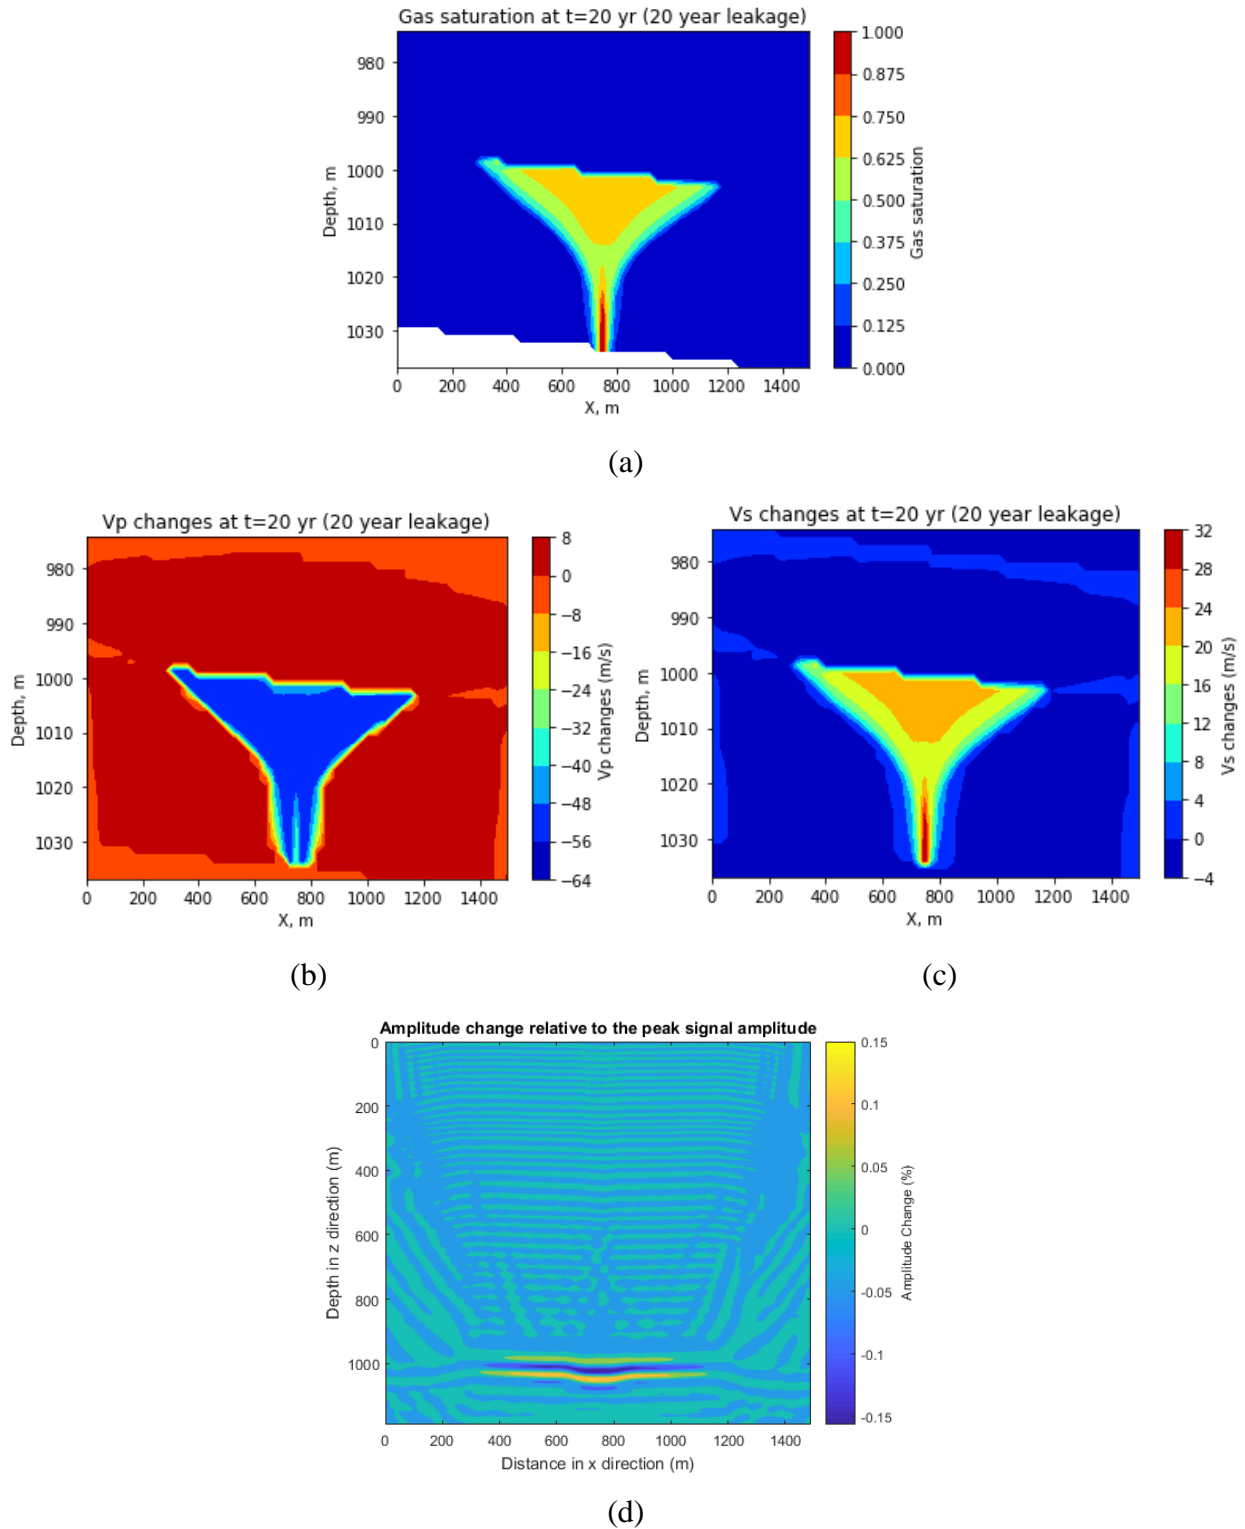 Gas saturation at t=20 yr (20 year leakage)
980
990
1000
1010
1020
1030
Depth, m
0 200 400 600 800 1000 1200 1400
X, m
1.000
0.875
0.750
0.625
0.500
0.375
0.250
0.125
0.000
Gas saturation
(a)
Vp changes at t=20 yr (20 year leakage)
980
990
1000
1010
1020
1030
Depth, m
0 200 400 600 800 1000 1200 1400
X, m
8
0
−8
−16
−24
−32
−40
−48
−56
−64
Vp changes (m/s)
(b)
Vs changes at t=20 yr (20 year leakage)
980
990
1000
1010
1020
1030
Depth, m
0 200 400 600 800 1000 1200 1400
X, m
32
28
24
20
16
12
8
4
0
−4
Vs changes (m/s)
(c)
Amplitude change relative to the peak signal amplitude
0
200
400
600
800
1000
Depth in z direction (m)
0 200 400 600 800 1000 1200 1400
Distance in x direction (m)
0.15
0.1
0.05
0
-0.05
-0.1
-0.15
Amplitude Change (%)
(d)